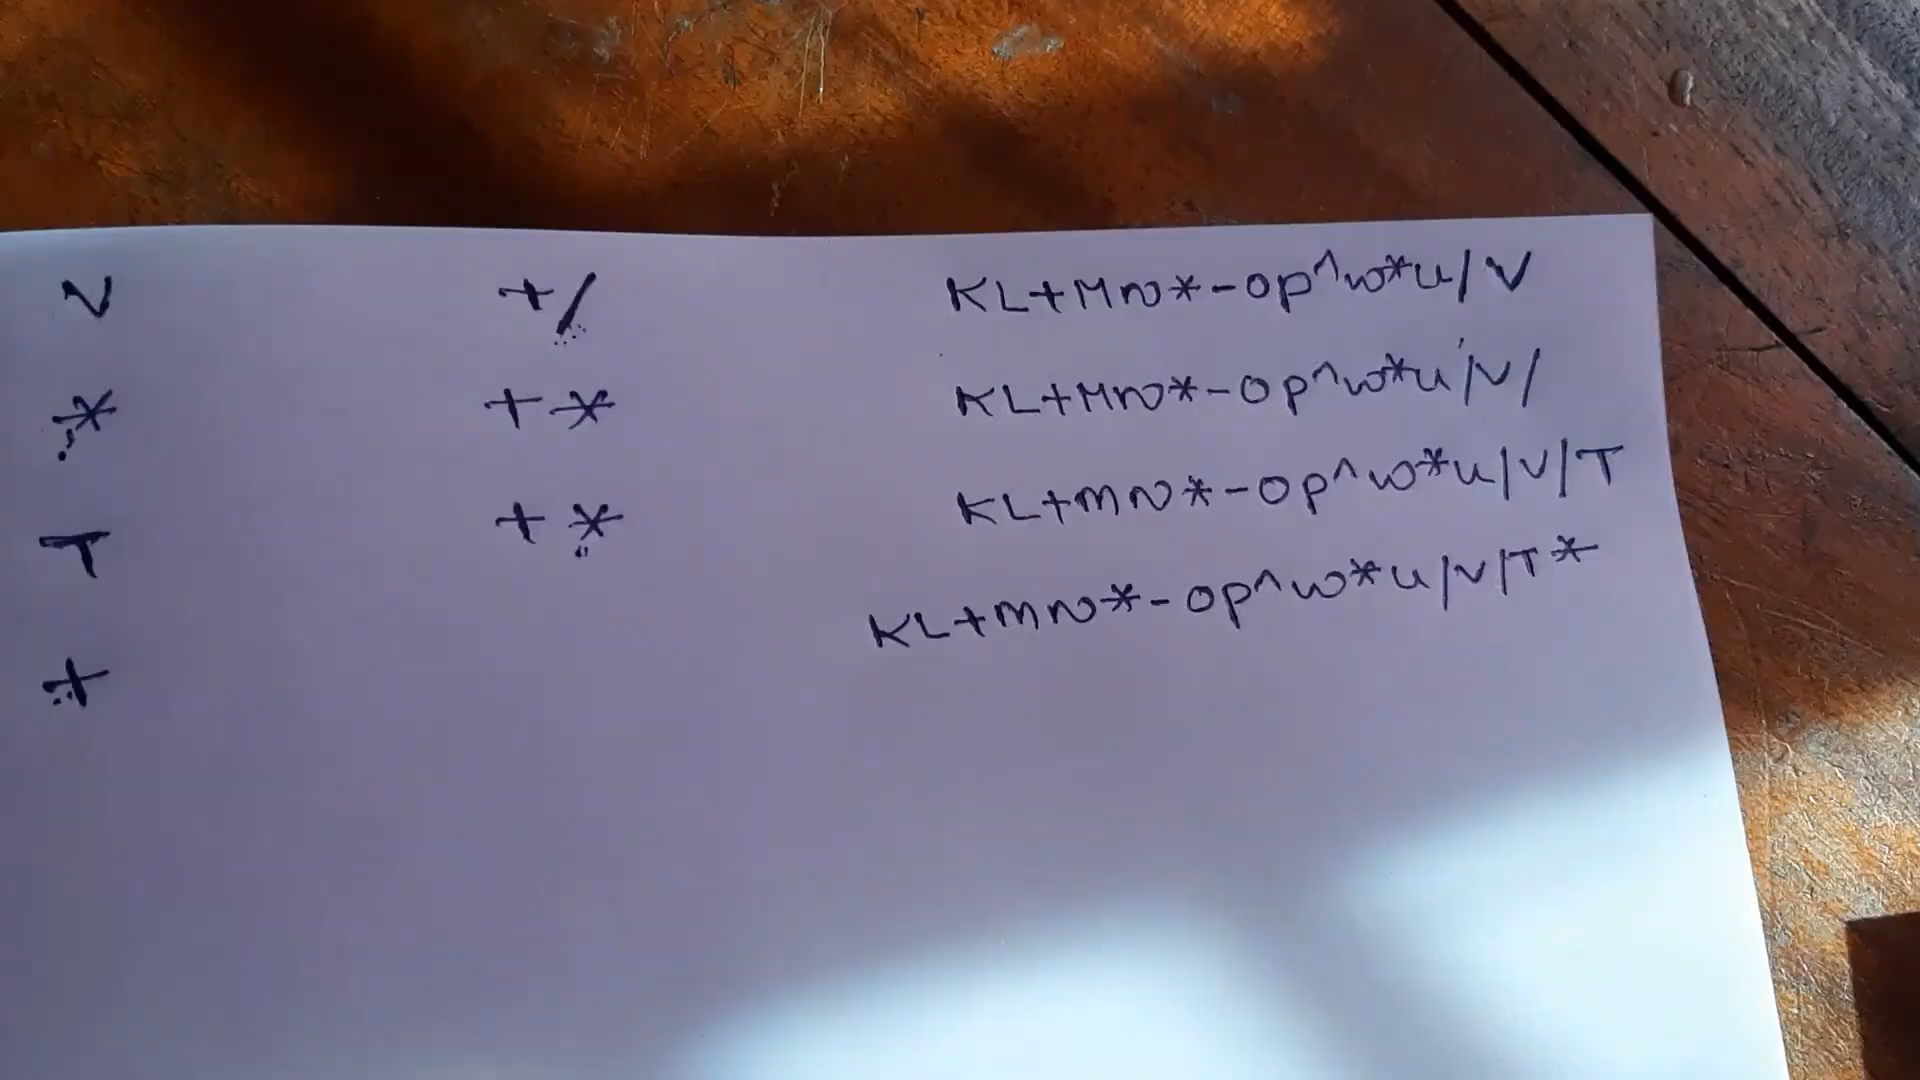 V +/ KL+MN*-OP^W*U/V
* +* KL+MN*-OP^W*U/V/
T +* KL+MN*-OP^W*U/V/T
+ KL+MN*-OP^W*U/V/T*